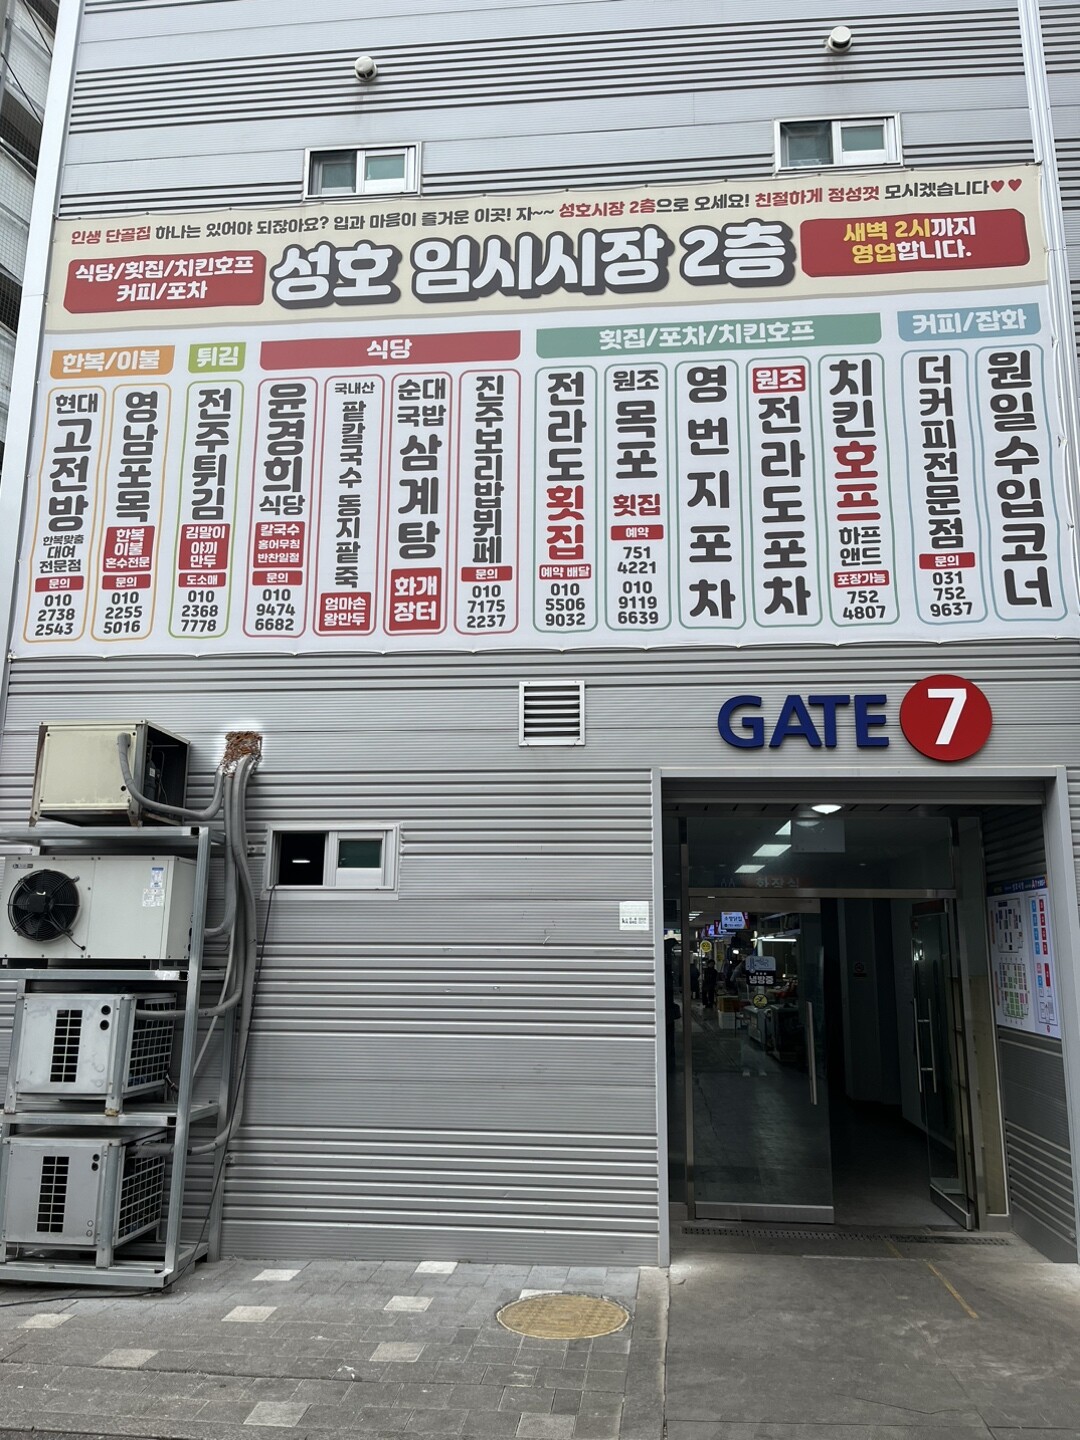 인생 단골집 하나는 있어야 되잖아요? 입과 마음이 즐거운 이곳! 자~~ 성호시장 2층으로 오세요! 친절하게 정성껏 모시겠습니다♥♥
식당/횟집/치킨호프
커피/포차
성호 임시시장 2층
새벽 2시까지
영업합니다.
한복/이불
현대
고전방
한복맞춤
대여
전문점
문의
010
2738
2543
영남포목
한복
이불
혼수전문
문의
010
2255
5016
튀김
전주튀김
김말이
야끼
만두
도소매
010
2368
7778
식당
윤경희
식당
칼국수
홍어무침
반찬일절
문의
010
9474
6682
국내산
팥칼국수 동지팥죽
엄마손
왕만두
순대
국밥
삼계탕
화개
장터
진주보리밥뷔페
문의
010
7175
2237
횟집/포차/치킨호프
전라도횟집
예약 배달
010
5506
9032
원조
목포
횟집
예약
751
4221
010
9119
6639
영번지포차
원조
전라도포차
치킨호프
하프
앤드
포장가능
752
4807
커피/잡화
더커피전문점
문의
031
752
9637
원일수입코너
GATE 7
화장실
냉방중